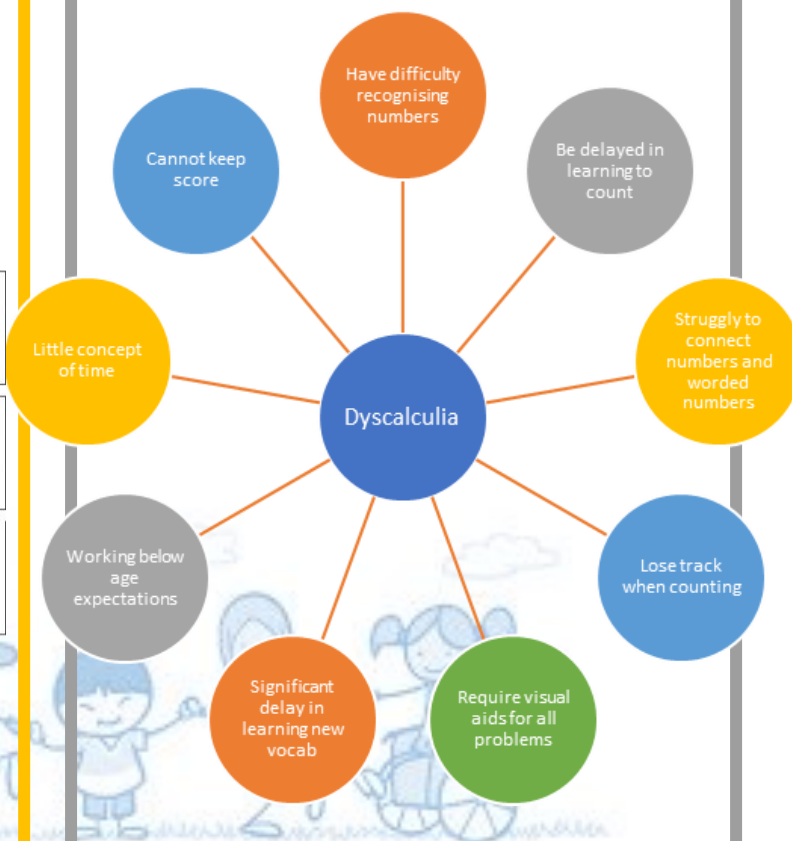 Have difficulty
recognising
numbers
Be delayed in
learning to
count
Struggly to
connect
numbers and
worded
numbers
Lose track
when counting
Require visual
aids for all
problems
Significant
delay in
learning new
vocab
Working below
age
expectations
Little concept
of time
Cannot keep
score
Dyscalculia